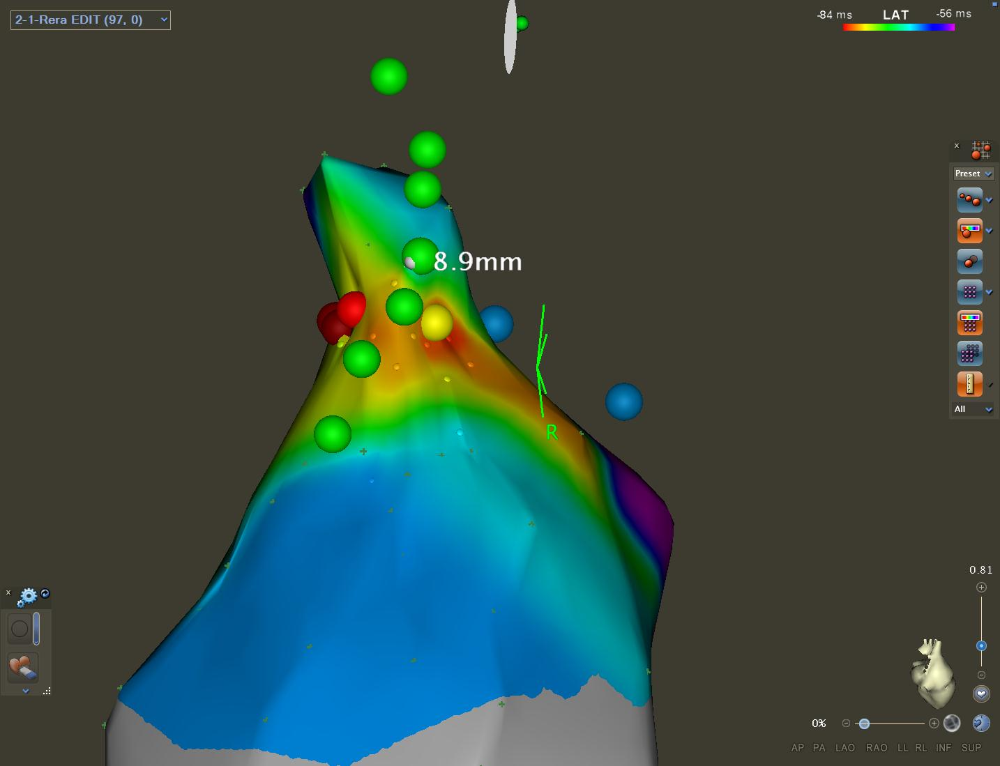 2-1-Rera EDIT (97, 0)
-84 ms LAT -56 ms
Preset
8.9mm
All
R
0.81
0%
AP PA LAO RAO LL RL INF SUP